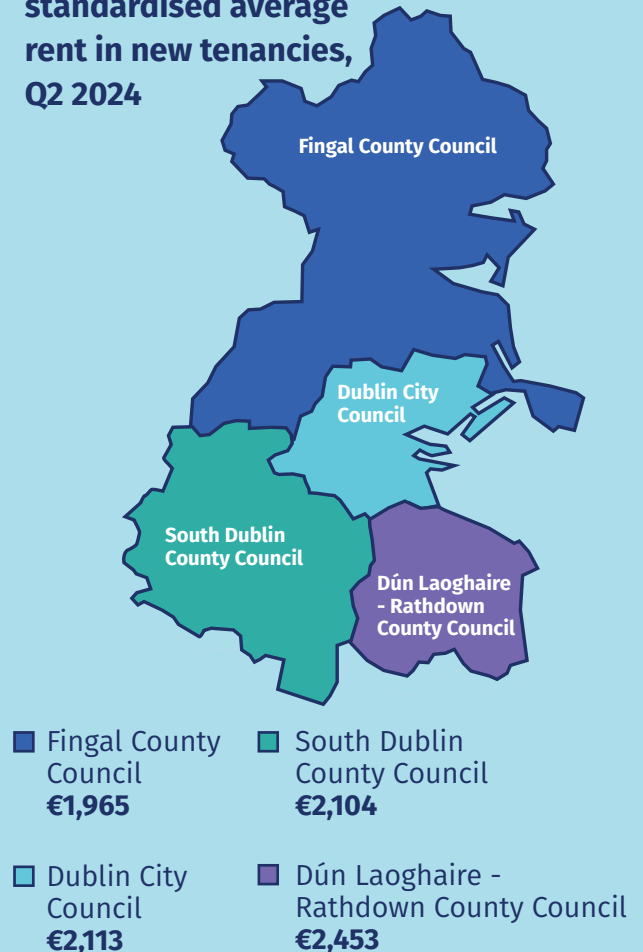 standardised average
rent in new tenancies,
Q2 2024
Fingal County Council
Dublin City
Council
South Dublin
County Council
Dún Laoghaire
- Rathdown
County Council
Fingal County
Council
€1,965
South Dublin
County Council
€2,104
Dublin City
Council
€2,113
Dún Laoghaire -
Rathdown County Council
€2,453